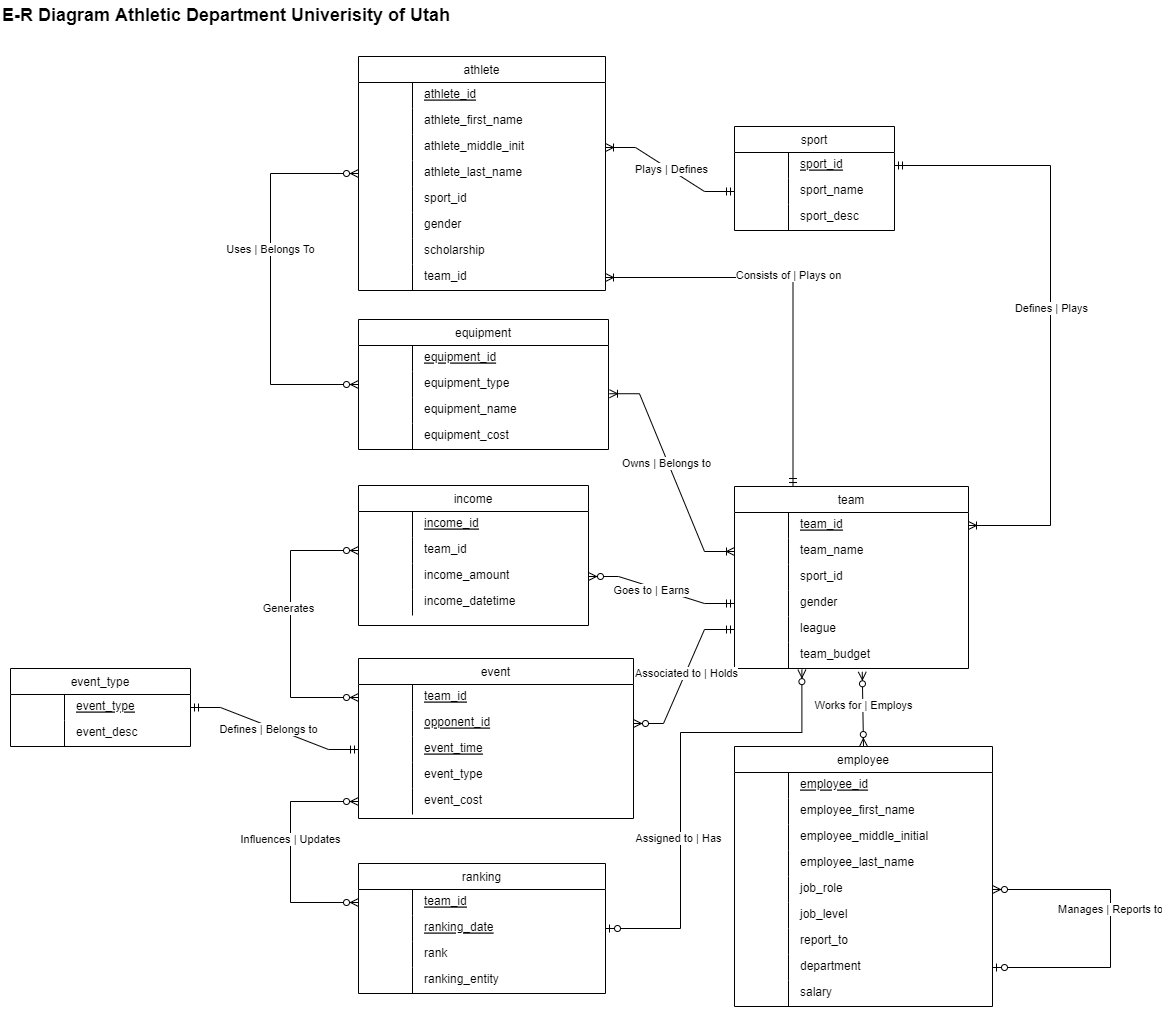 E-R Diagram Athletic Department Univerisity of Utah
athlete
athlete_id
athlete_first_name
athlete_middle_init
athlete_last_name
sport_id
gender
scholarship
team_id
Plays | Defines
sport
sport_id
sport_name
sport_desc
Uses | Belongs To
Consists of | Plays on
Defines | Plays
equipment
equipment_id
equipment_type
equipment_name
equipment_cost
Owns | Belongs to
income
income_id
team_id
income_amount
income_datetime
Generates
Goes to | Earns
team
team_id
team_name
sport_id
gender
league
team_budget
event_type
event_type
event_desc
Defines | Belongs to
event
team_id
opponent_id
event_time
event_type
event_cost
Associated to | Holds
Works for | Employs
Influences | Updates
Assigned to | Has
ranking
team_id
ranking_date
rank
ranking_entity
employee
employee_id
employee_first_name
employee_middle_initial
employee_last_name
job_role
job_level
report_to
department
salary
Manages | Reports to